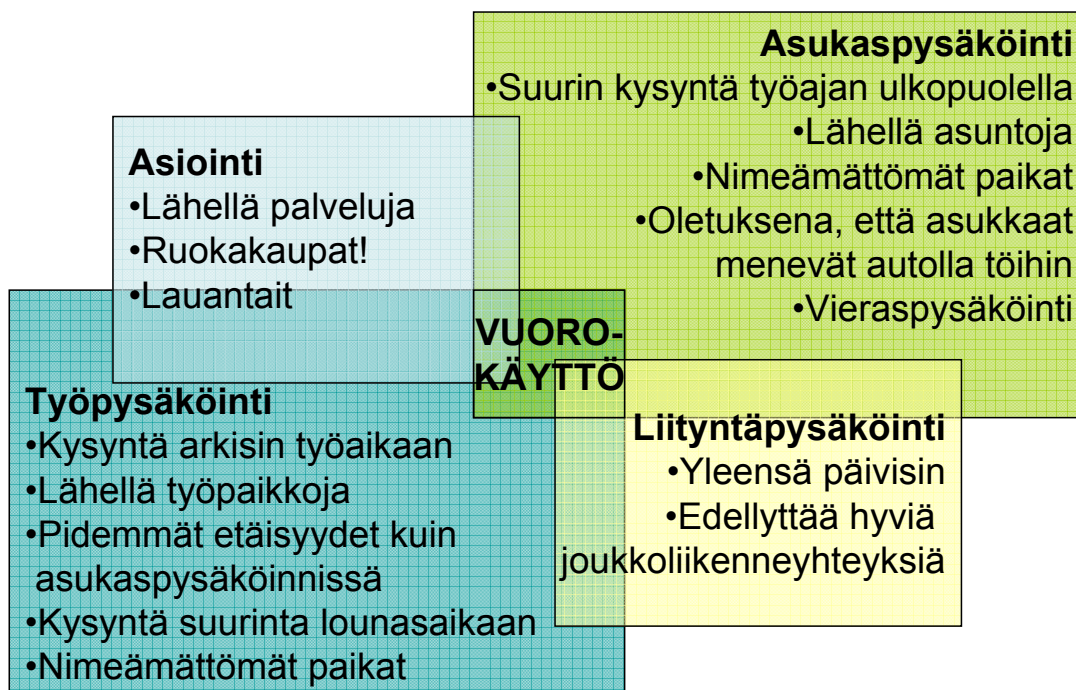 Asukaspysäköinti
•Suurin kysyntä työajan ulkopuolella
•Lähellä asuntoja
•Nimeämättömät paikat
•Oletuksena, että asukkaat
menevät autolla töihin
•Vieraspysäköinti
Asiointi
•Lähellä palveluja
•Ruokakaupat!
•Lauantait
VUORO-
KÄYTTÖ
Työpysäköinti
•Kysyntä arkisin työaikaan
•Lähellä työpaikkoja
•Pidemmät etäisyydet kuin
asukaspysäköinnissä
•Kysyntä suurinta lounasaikaan
•Nimeämättömät paikat
Liityntäpysäköinti
•Yleensä päivisin
•Edellyttää hyviä
joukkoliikenneyhteyksiä